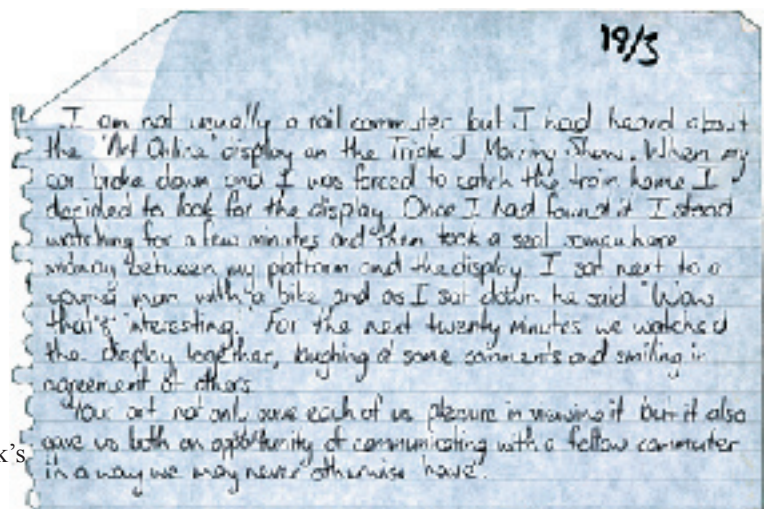 19/5
I am not usually a rail commuter but I had heard about
the 'Art Online' display on the Triple J Morning Show. When my
car broke down and I was forced to catch the train home I
decided to look for the display. Once I had found it I stood
watching for a few minutes and then took a seat somewhere
midway between my platform and the display. I sat next to a
young man with a bike and as I sat down he said "Wow
that's interesting." For the next twenty minutes we watched
the display together, laughing at some comments and smiling in
agreement at others.
Your art not only gave each of us pleasure in viewing it but it also
gave us both an opportunity of communicating with a fellow commuter
in a way we may never otherwise have.
k's